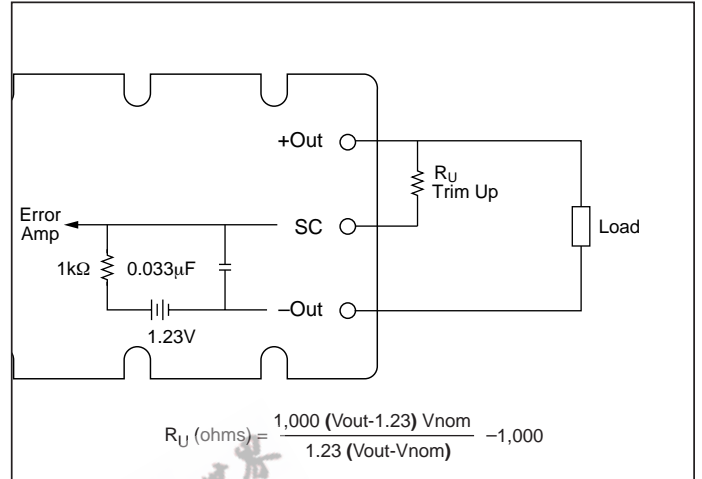 +Out
R_U
Trim Up
Error
Amp
SC
Load
1kΩ
0.033µF
–Out
1.23V
R_U (ohms) = 1,000 (Vout-1.23) Vnom / 1.23 (Vout-Vnom) –1,000